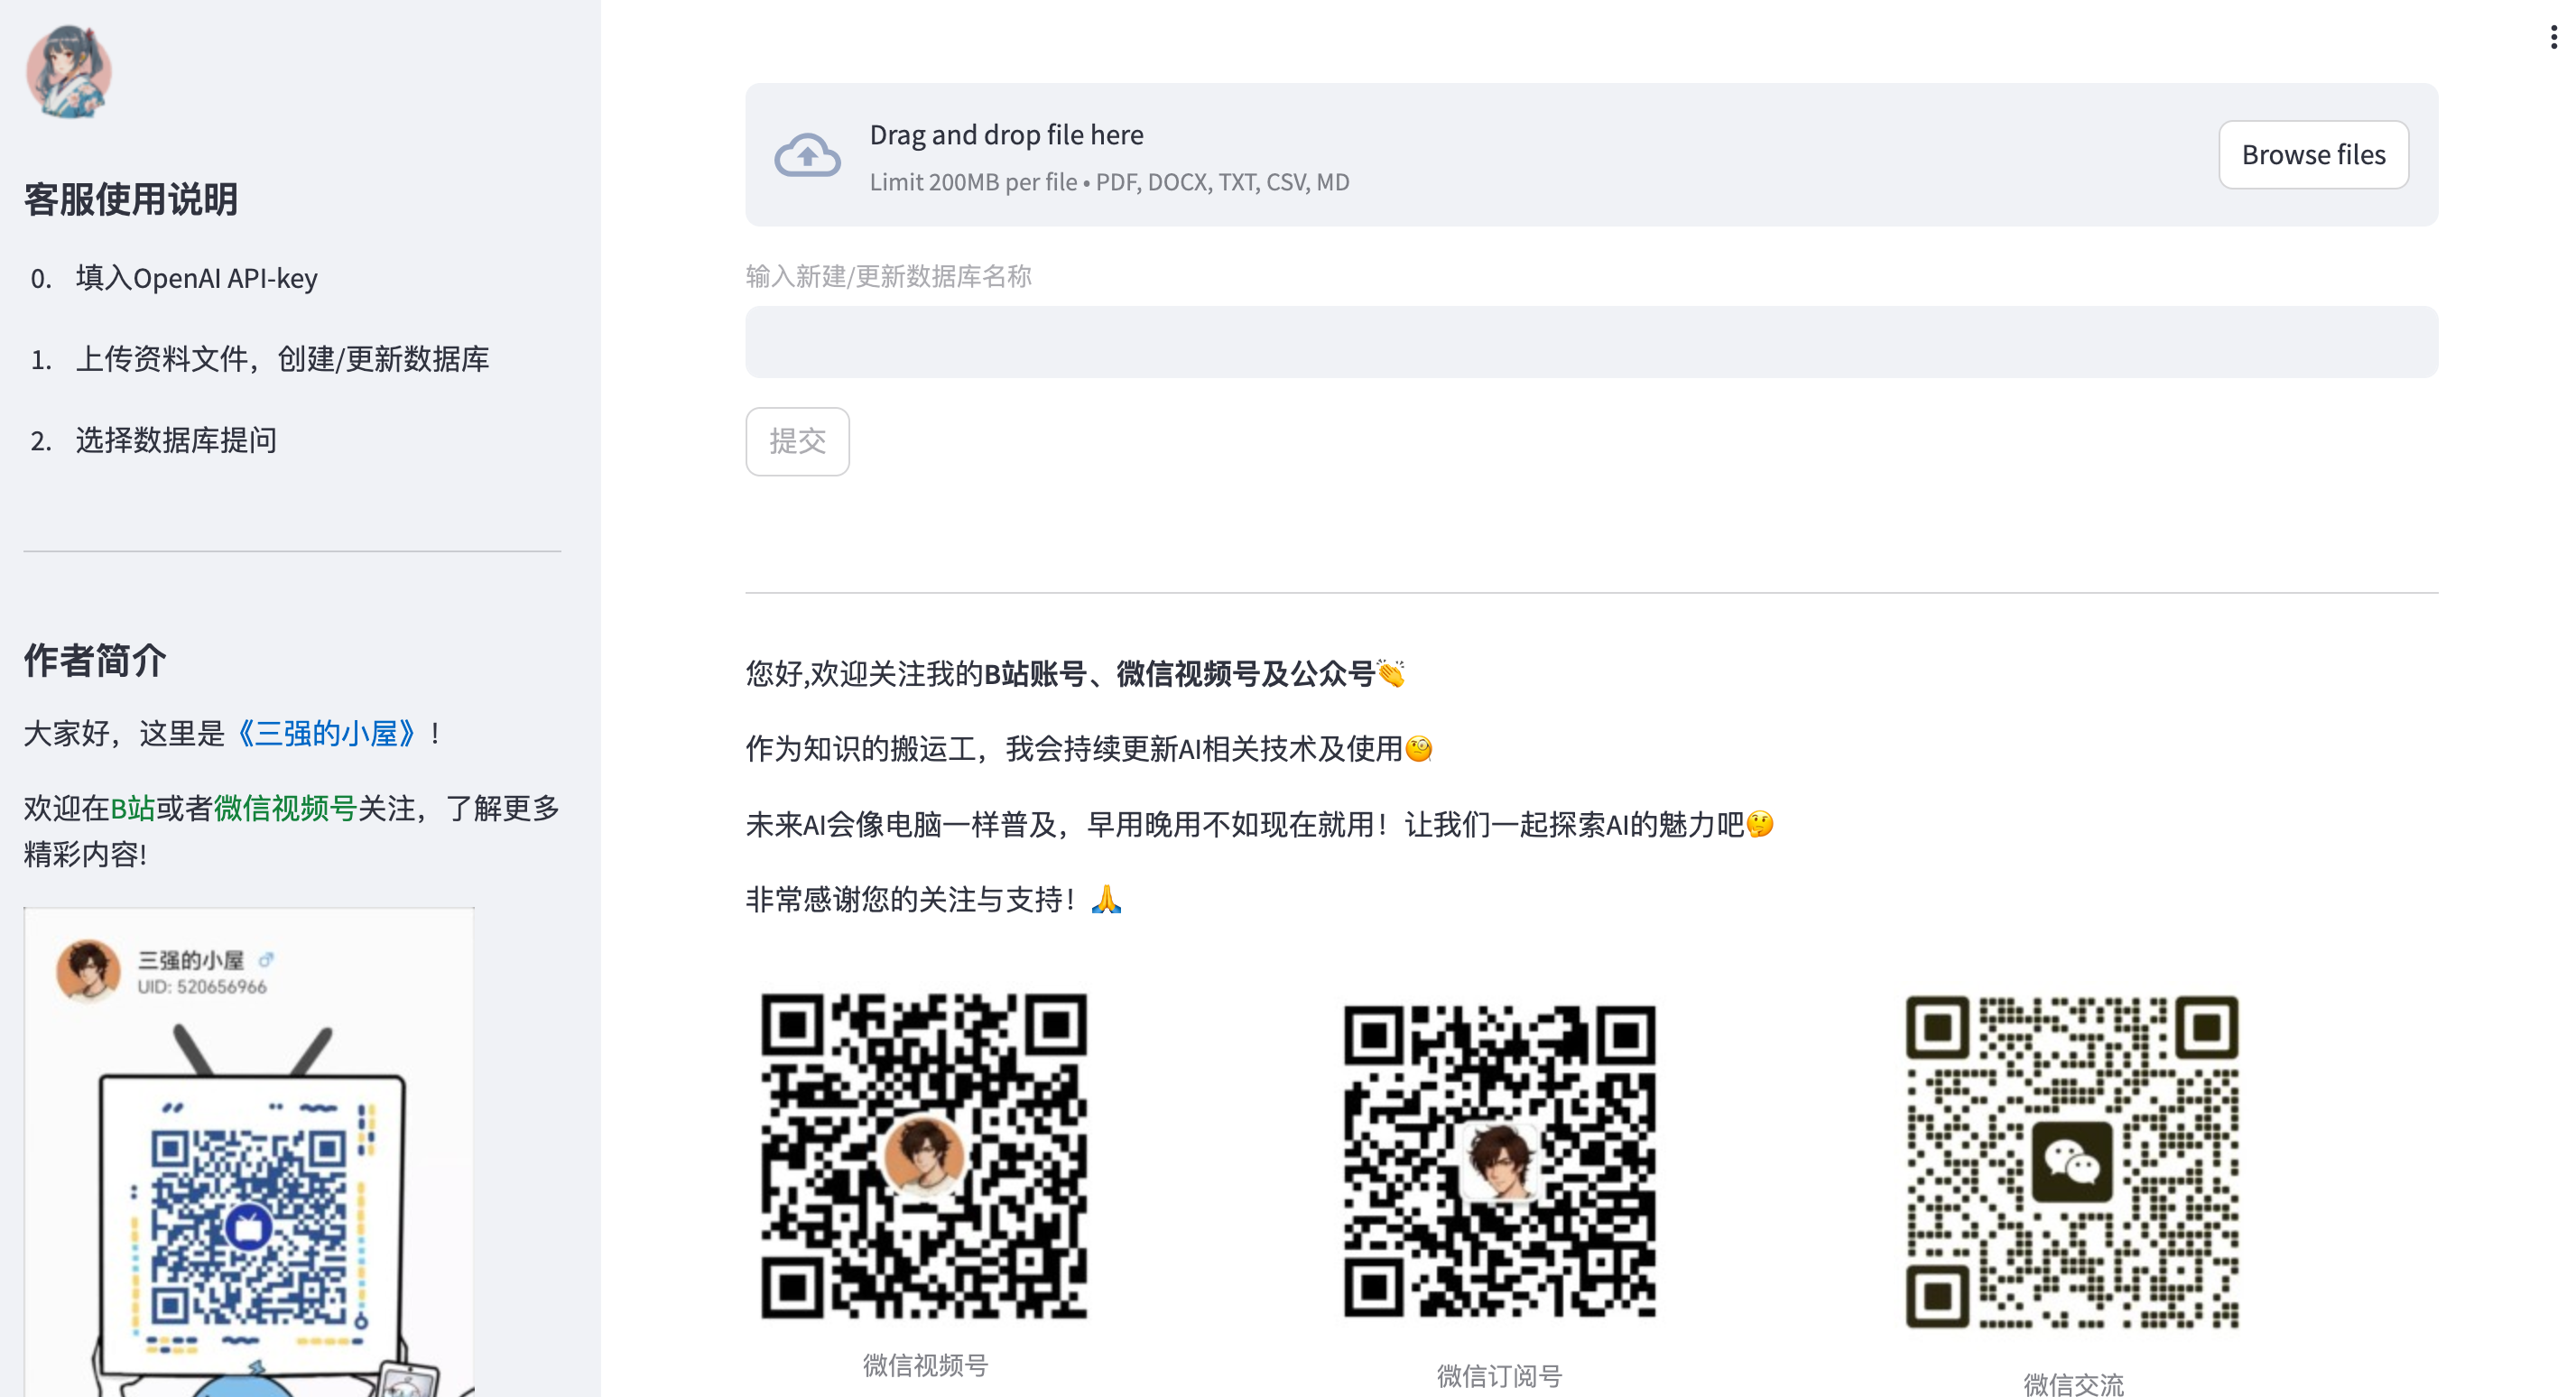 客服使用说明
0. 填入OpenAI API-key
1. 上传资料文件，创建/更新数据库
2. 选择数据库提问
作者简介
大家好，这里是《三强的小屋》！
欢迎在B站或者微信视频号关注，了解更多
精彩内容!
三强的小屋 ♂
UID: 520656966
Drag and drop file here
Limit 200MB per file • PDF, DOCX, TXT, CSV, MD
Browse files
输入新建/更新数据库名称
提交
您好,欢迎关注我的B站账号、微信视频号及公众号👏
作为知识的搬运工，我会持续更新AI相关技术及使用🧐
未来AI会像电脑一样普及，早用晚用不如现在就用！让我们一起探索AI的魅力吧🤔
非常感谢您的关注与支持！🙏
微信视频号
微信订阅号
微信交流